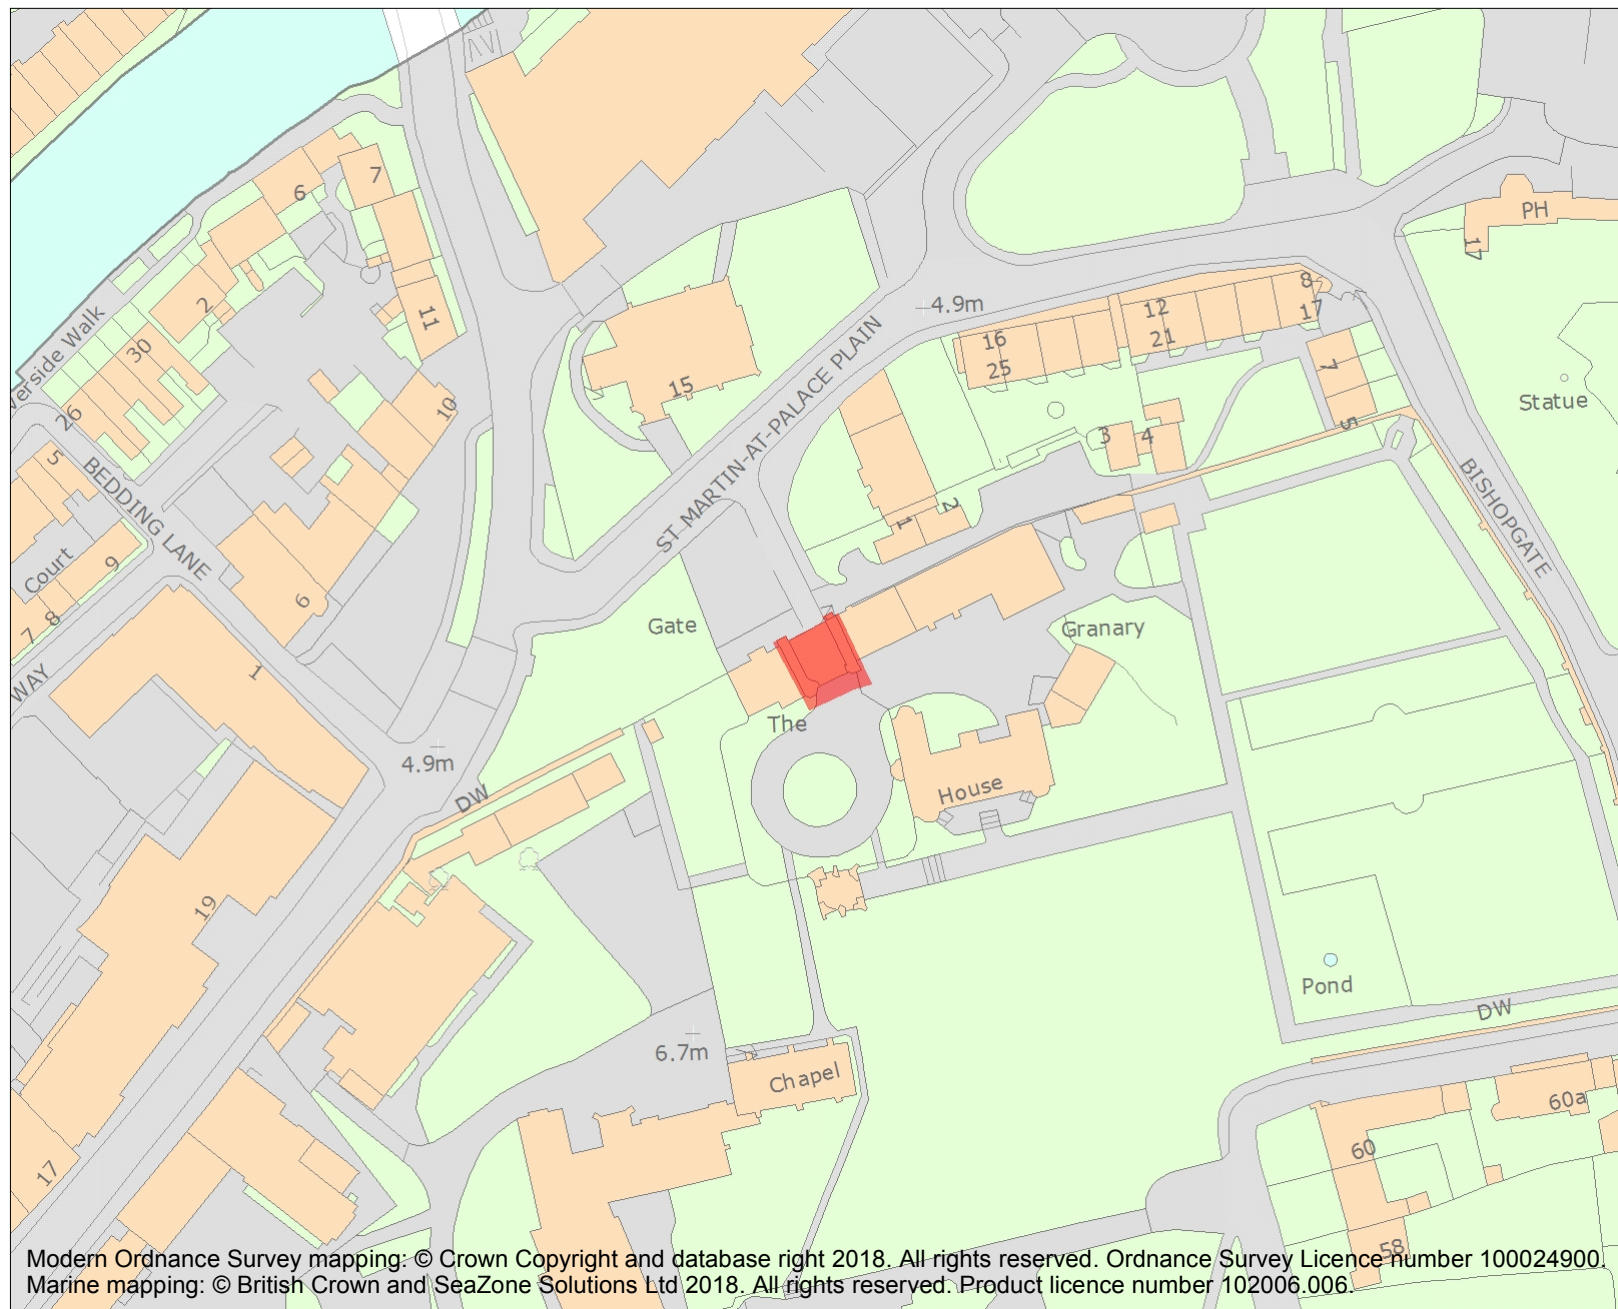 7
6
PH
17
2
11
4.9m
8
12
17
16
21
30
25
15
7
verside Walk
10
Statue
26
3
4
5
5
BEDDING LANE
ST MARTIN-AT-PALACE PLAIN
BISHOPGATE
2
1
Court
9
6
8
7
Gate
Granary
WAY
1
The
4.9m
House
DW
19
Pond
DW
6.7m
Chapel
60a
60
17
58
Modern Ordnance Survey mapping: © Crown Copyright and database right 2018. All rights reserved. Ordnance Survey Licence number 100024900.
Marine mapping: © British Crown and SeaZone Solutions Ltd 2018. All rights reserved. Product licence number 102006.006.